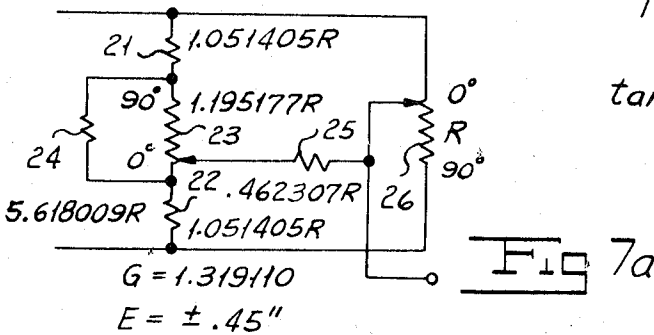 21
1.051405R
90°
1.195177R
0°
tan
24
23
25
R
0°
26
90°
5.618009R
22
.462307R
1.051405R
G = 1.319110
E = ± .45"
Fig 7a